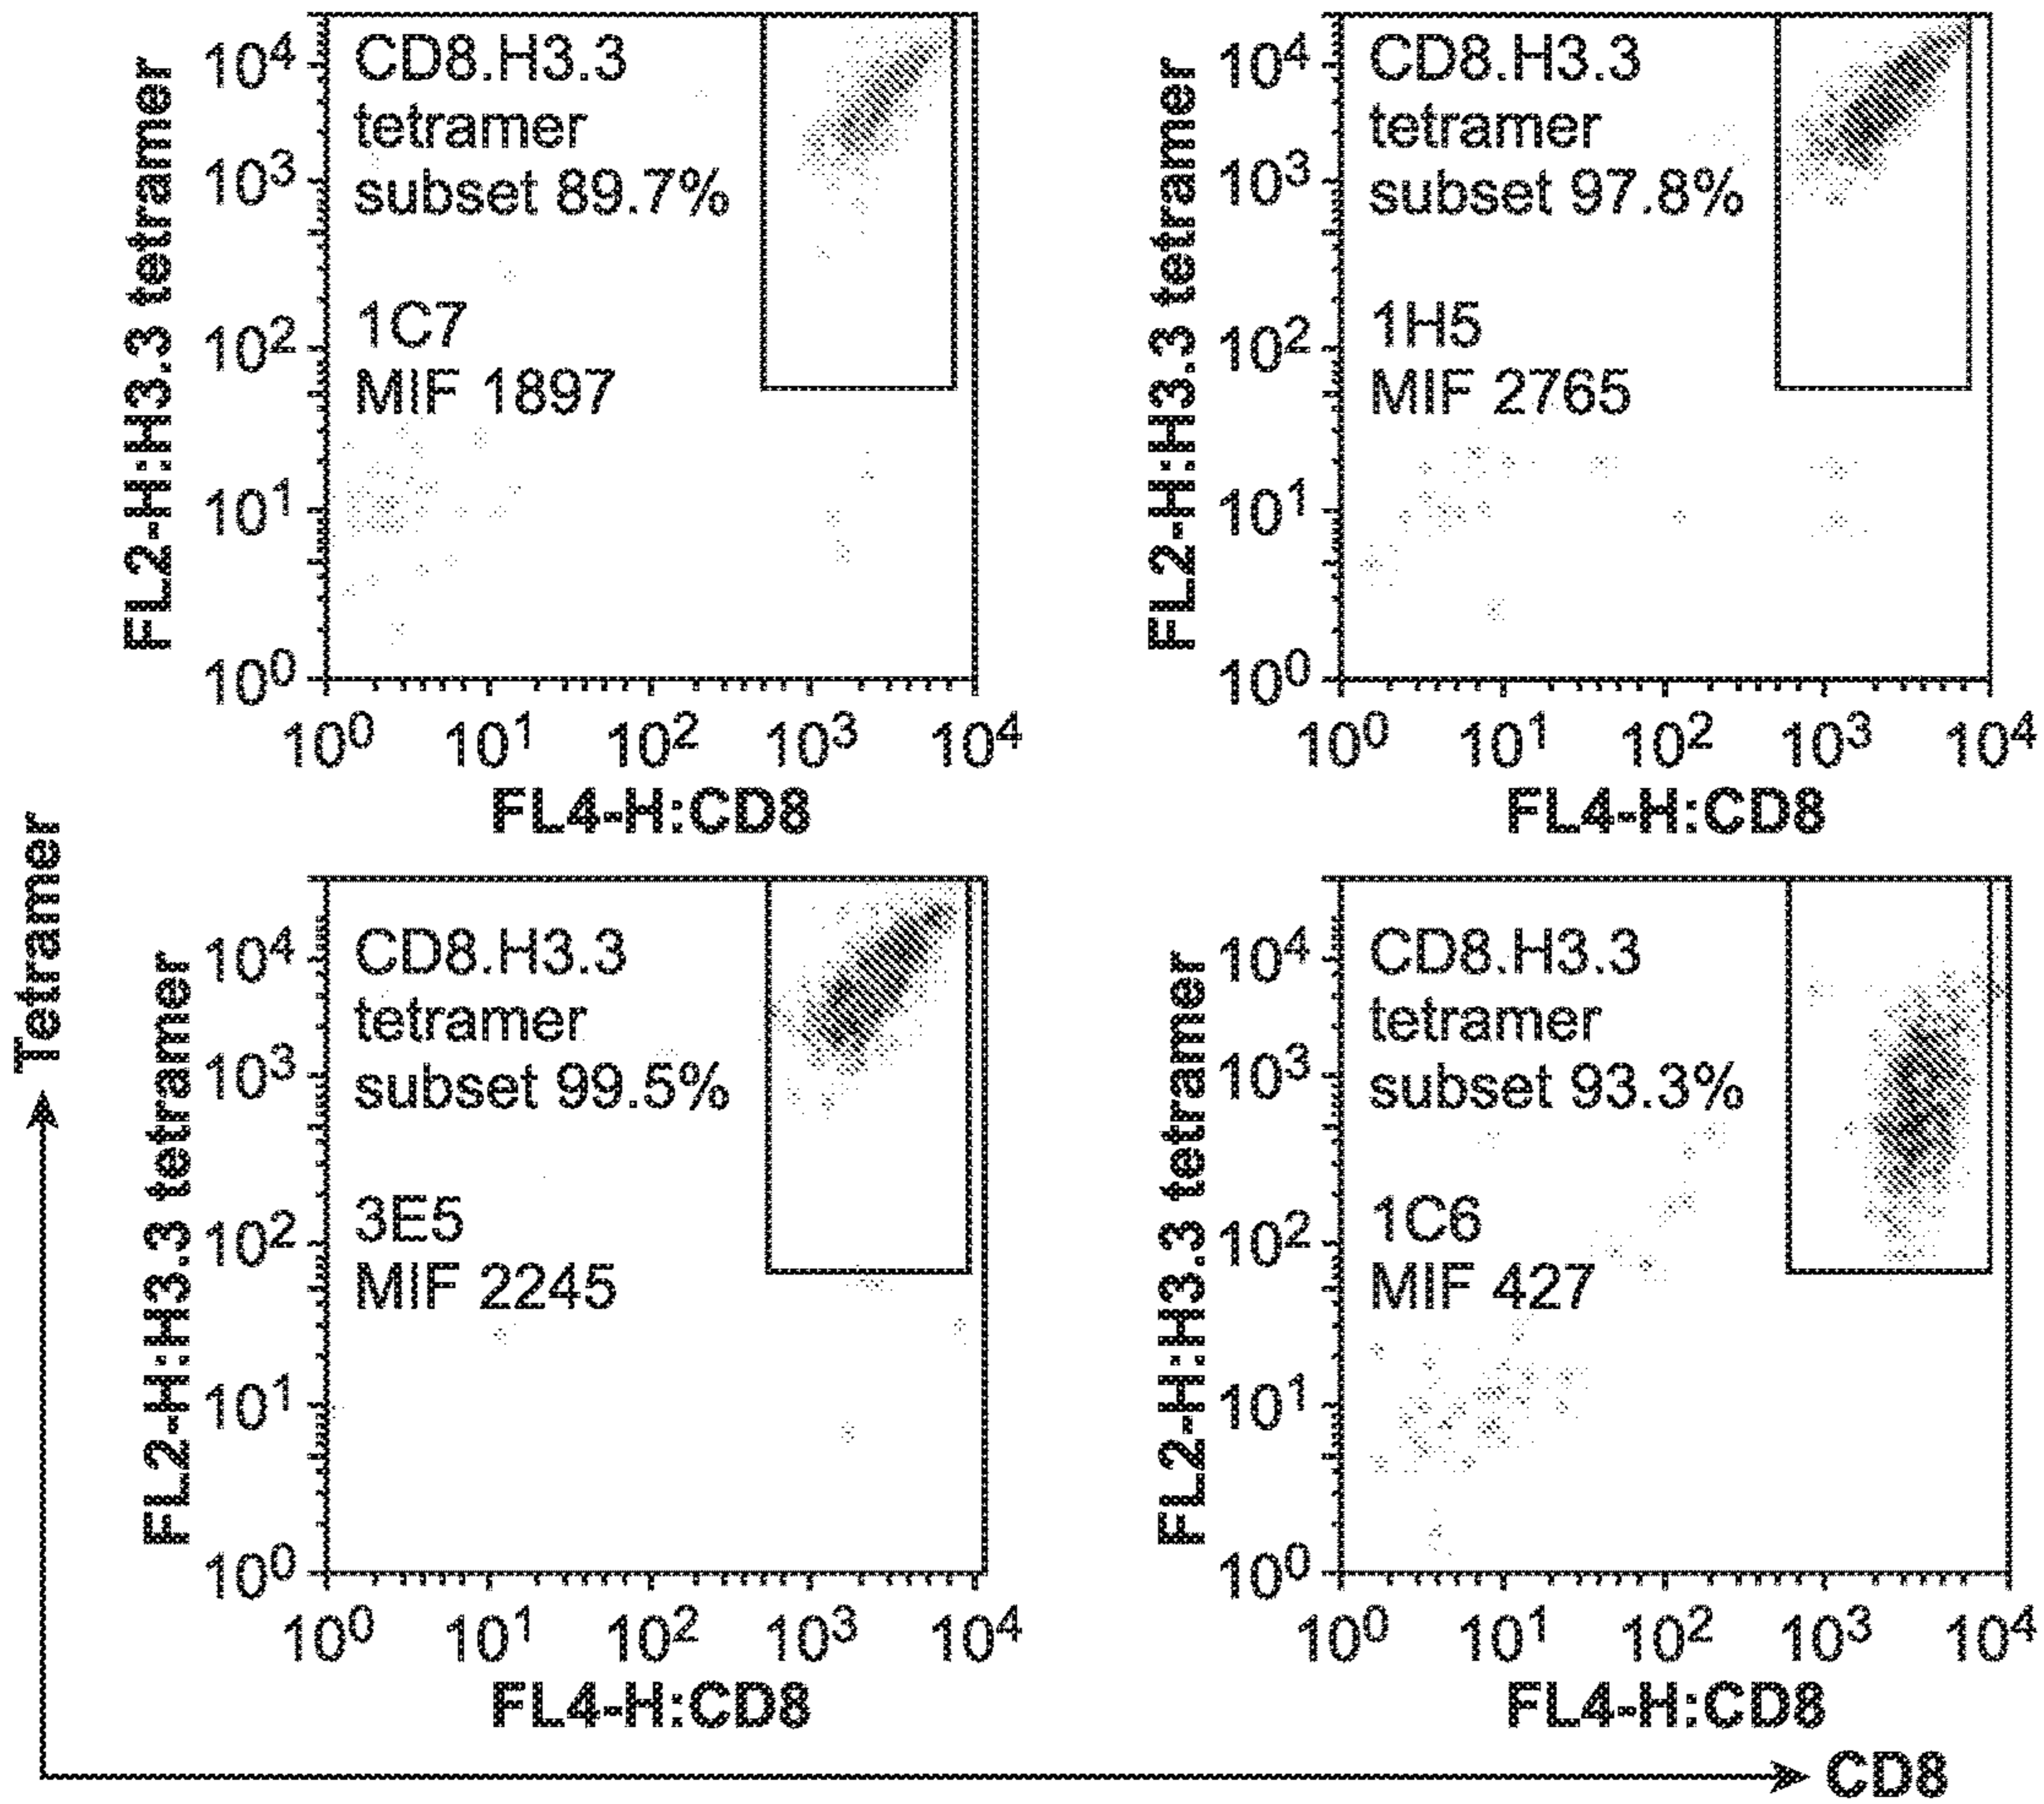 FL2-H:H3.3 tetramer
10⁴
10³
10²
10¹
10⁰
CD8.H3.3
tetramer
subset 89.7%
1C7
MIF 1897
10⁰ 10¹ 10² 10³ 10⁴
FL4-H:CD8
FL2-H:H3.3 tetramer
10⁴
10³
10²
10¹
10⁰
CD8.H3.3
tetramer
subset 97.8%
1H5
MIF 2765
10⁰ 10¹ 10² 10³ 10⁴
FL4-H:CD8
Tetramer
FL2-H:H3.3 tetramer
10⁴
10³
10²
10¹
10⁰
CD8.H3.3
tetramer
subset 99.5%
3E5
MIF 2245
10⁰ 10¹ 10² 10³ 10⁴
FL4-H:CD8
FL2-H:H3.3 tetramer
10⁴
10³
10²
10¹
10⁰
CD8.H3.3
tetramer
subset 93.3%
1C6
MIF 427
10⁰ 10¹ 10² 10³ 10⁴
FL4-H:CD8
CD8